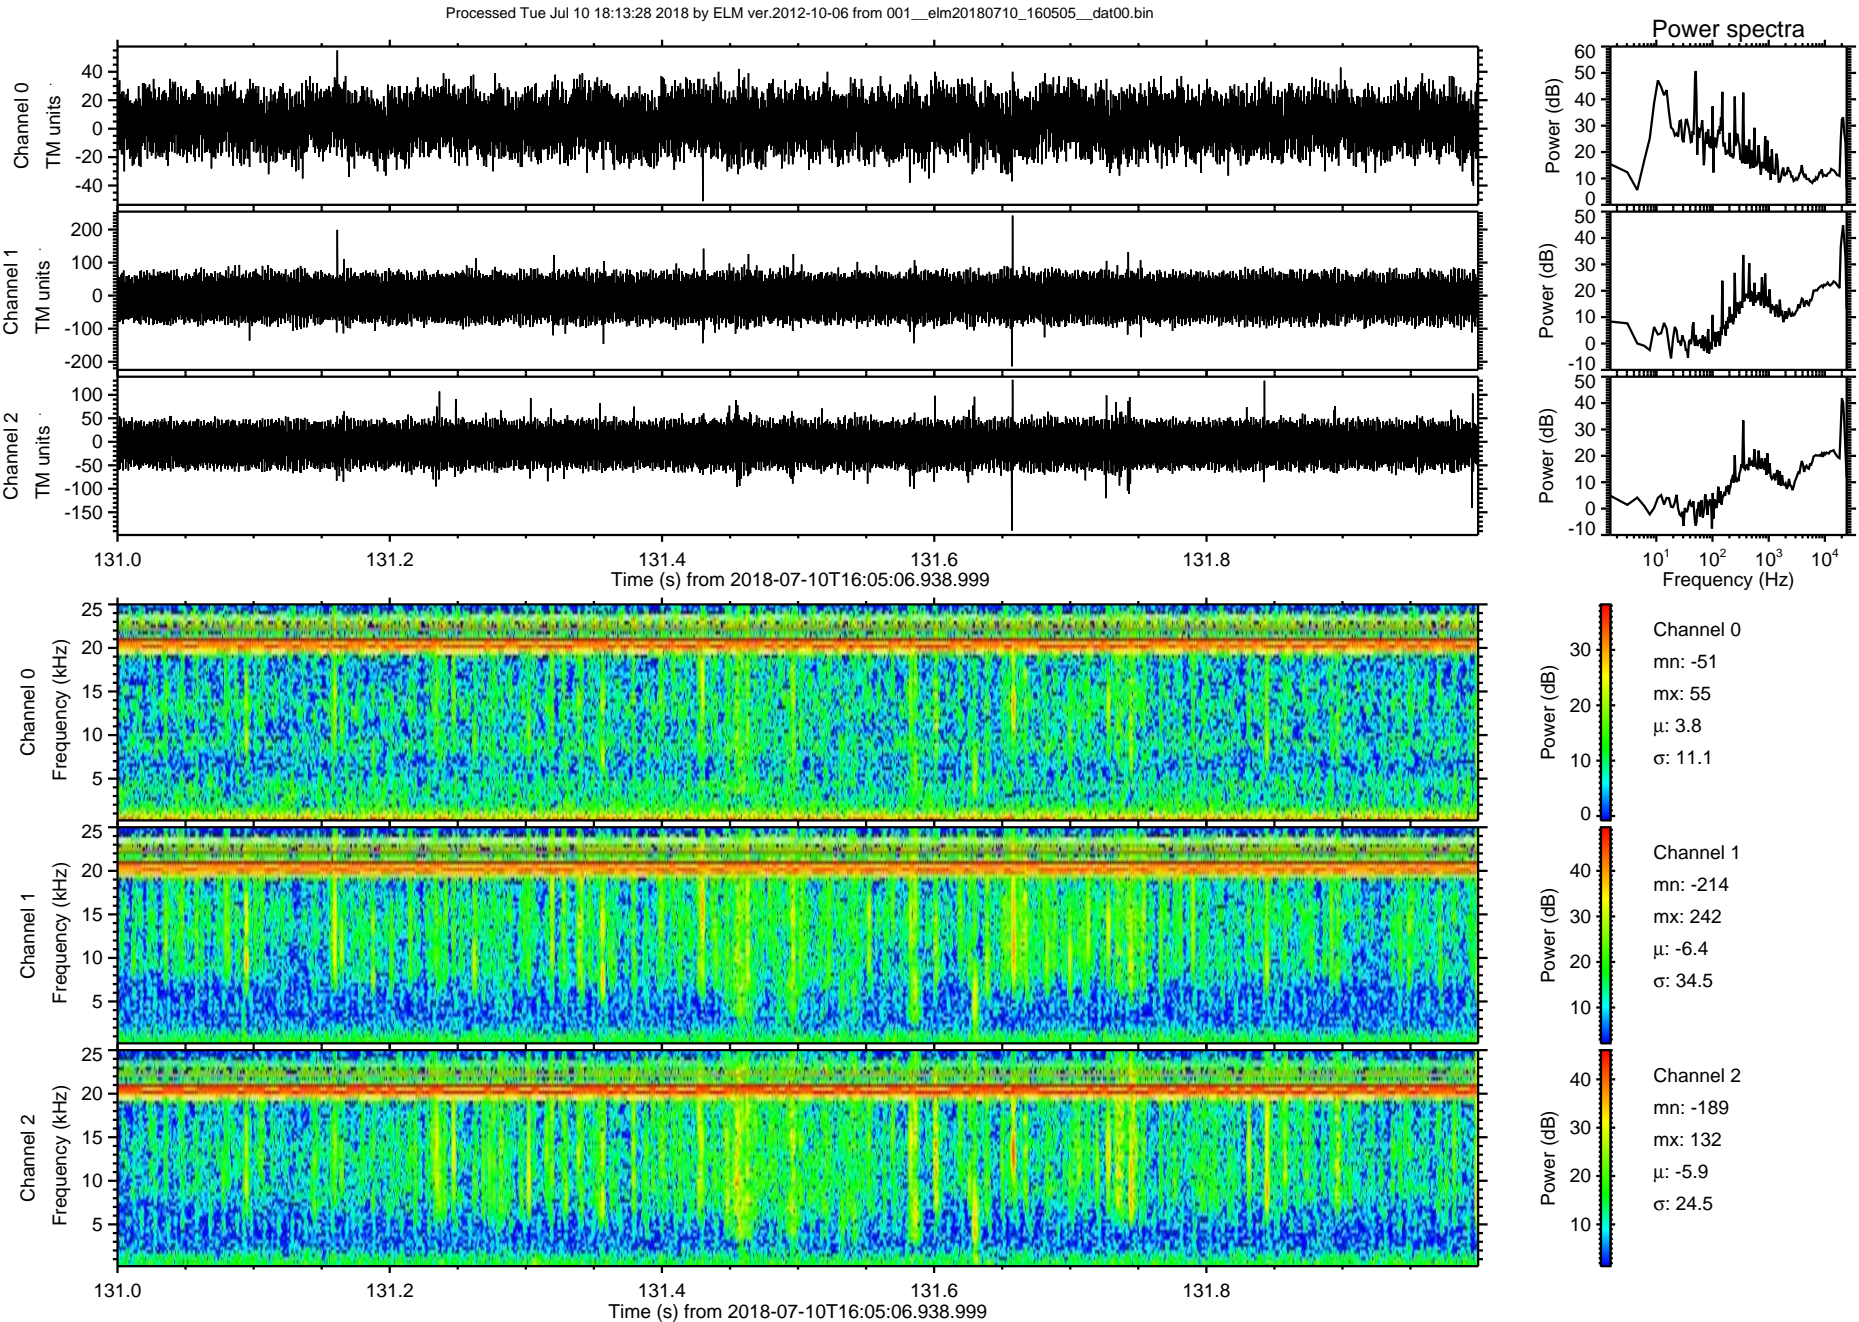 Processed Tue Jul 10 18:13:28 2018 by ELM ver.2012-10-06 from 001__elm20180710_160505__dat00.bin
Power spectra
Channel 0
TM units
40
20
0
-20
-40
Power (dB)
60
50
40
30
20
10
0
Channel 1
TM units
200
100
0
-100
-200
Power (dB)
50
40
30
20
10
0
-10
Channel 2
TM units
100
50
0
-50
-100
-150
Power (dB)
50
40
30
20
10
0
-10
131.0 131.2 131.4 131.6 131.8
Time (s) from 2018-07-10T16:05:06.938.999
10¹ 10² 10³ 10⁴
Frequency (Hz)
Channel 0
Frequency (kHz)
25
20
15
10
5
Power (dB)
30
20
10
0
Channel 0
mn: -51
mx: 55
μ: 3.8
σ: 11.1
Channel 1
Frequency (kHz)
25
20
15
10
5
Power (dB)
40
30
20
10
Channel 1
mn: -214
mx: 242
μ: -6.4
σ: 34.5
Channel 2
Frequency (kHz)
25
20
15
10
5
Power (dB)
40
30
20
10
Channel 2
mn: -189
mx: 132
μ: -5.9
σ: 24.5
131.0 131.2 131.4 131.6 131.8
Time (s) from 2018-07-10T16:05:06.938.999